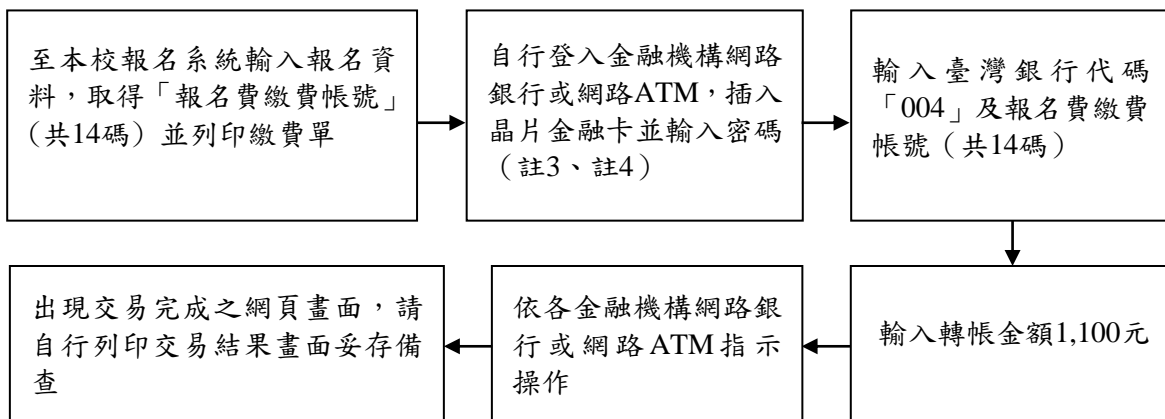 至本校報名系統輸入報名資
料，取得「報名費繳費帳號」
（共14碼）並列印繳費單
自行登入金融機構網路
銀行或網路ATM，插入
晶片金融卡並輸入密碼
（註3、註4）
輸入臺灣銀行代碼
「004」及報名費繳費
帳號（共14碼）
輸入轉帳金額1,100元
依各金融機構網路銀
行或網路ATM指示
操作
出現交易完成之網頁畫面，請
自行列印交易結果畫面妥存備
查